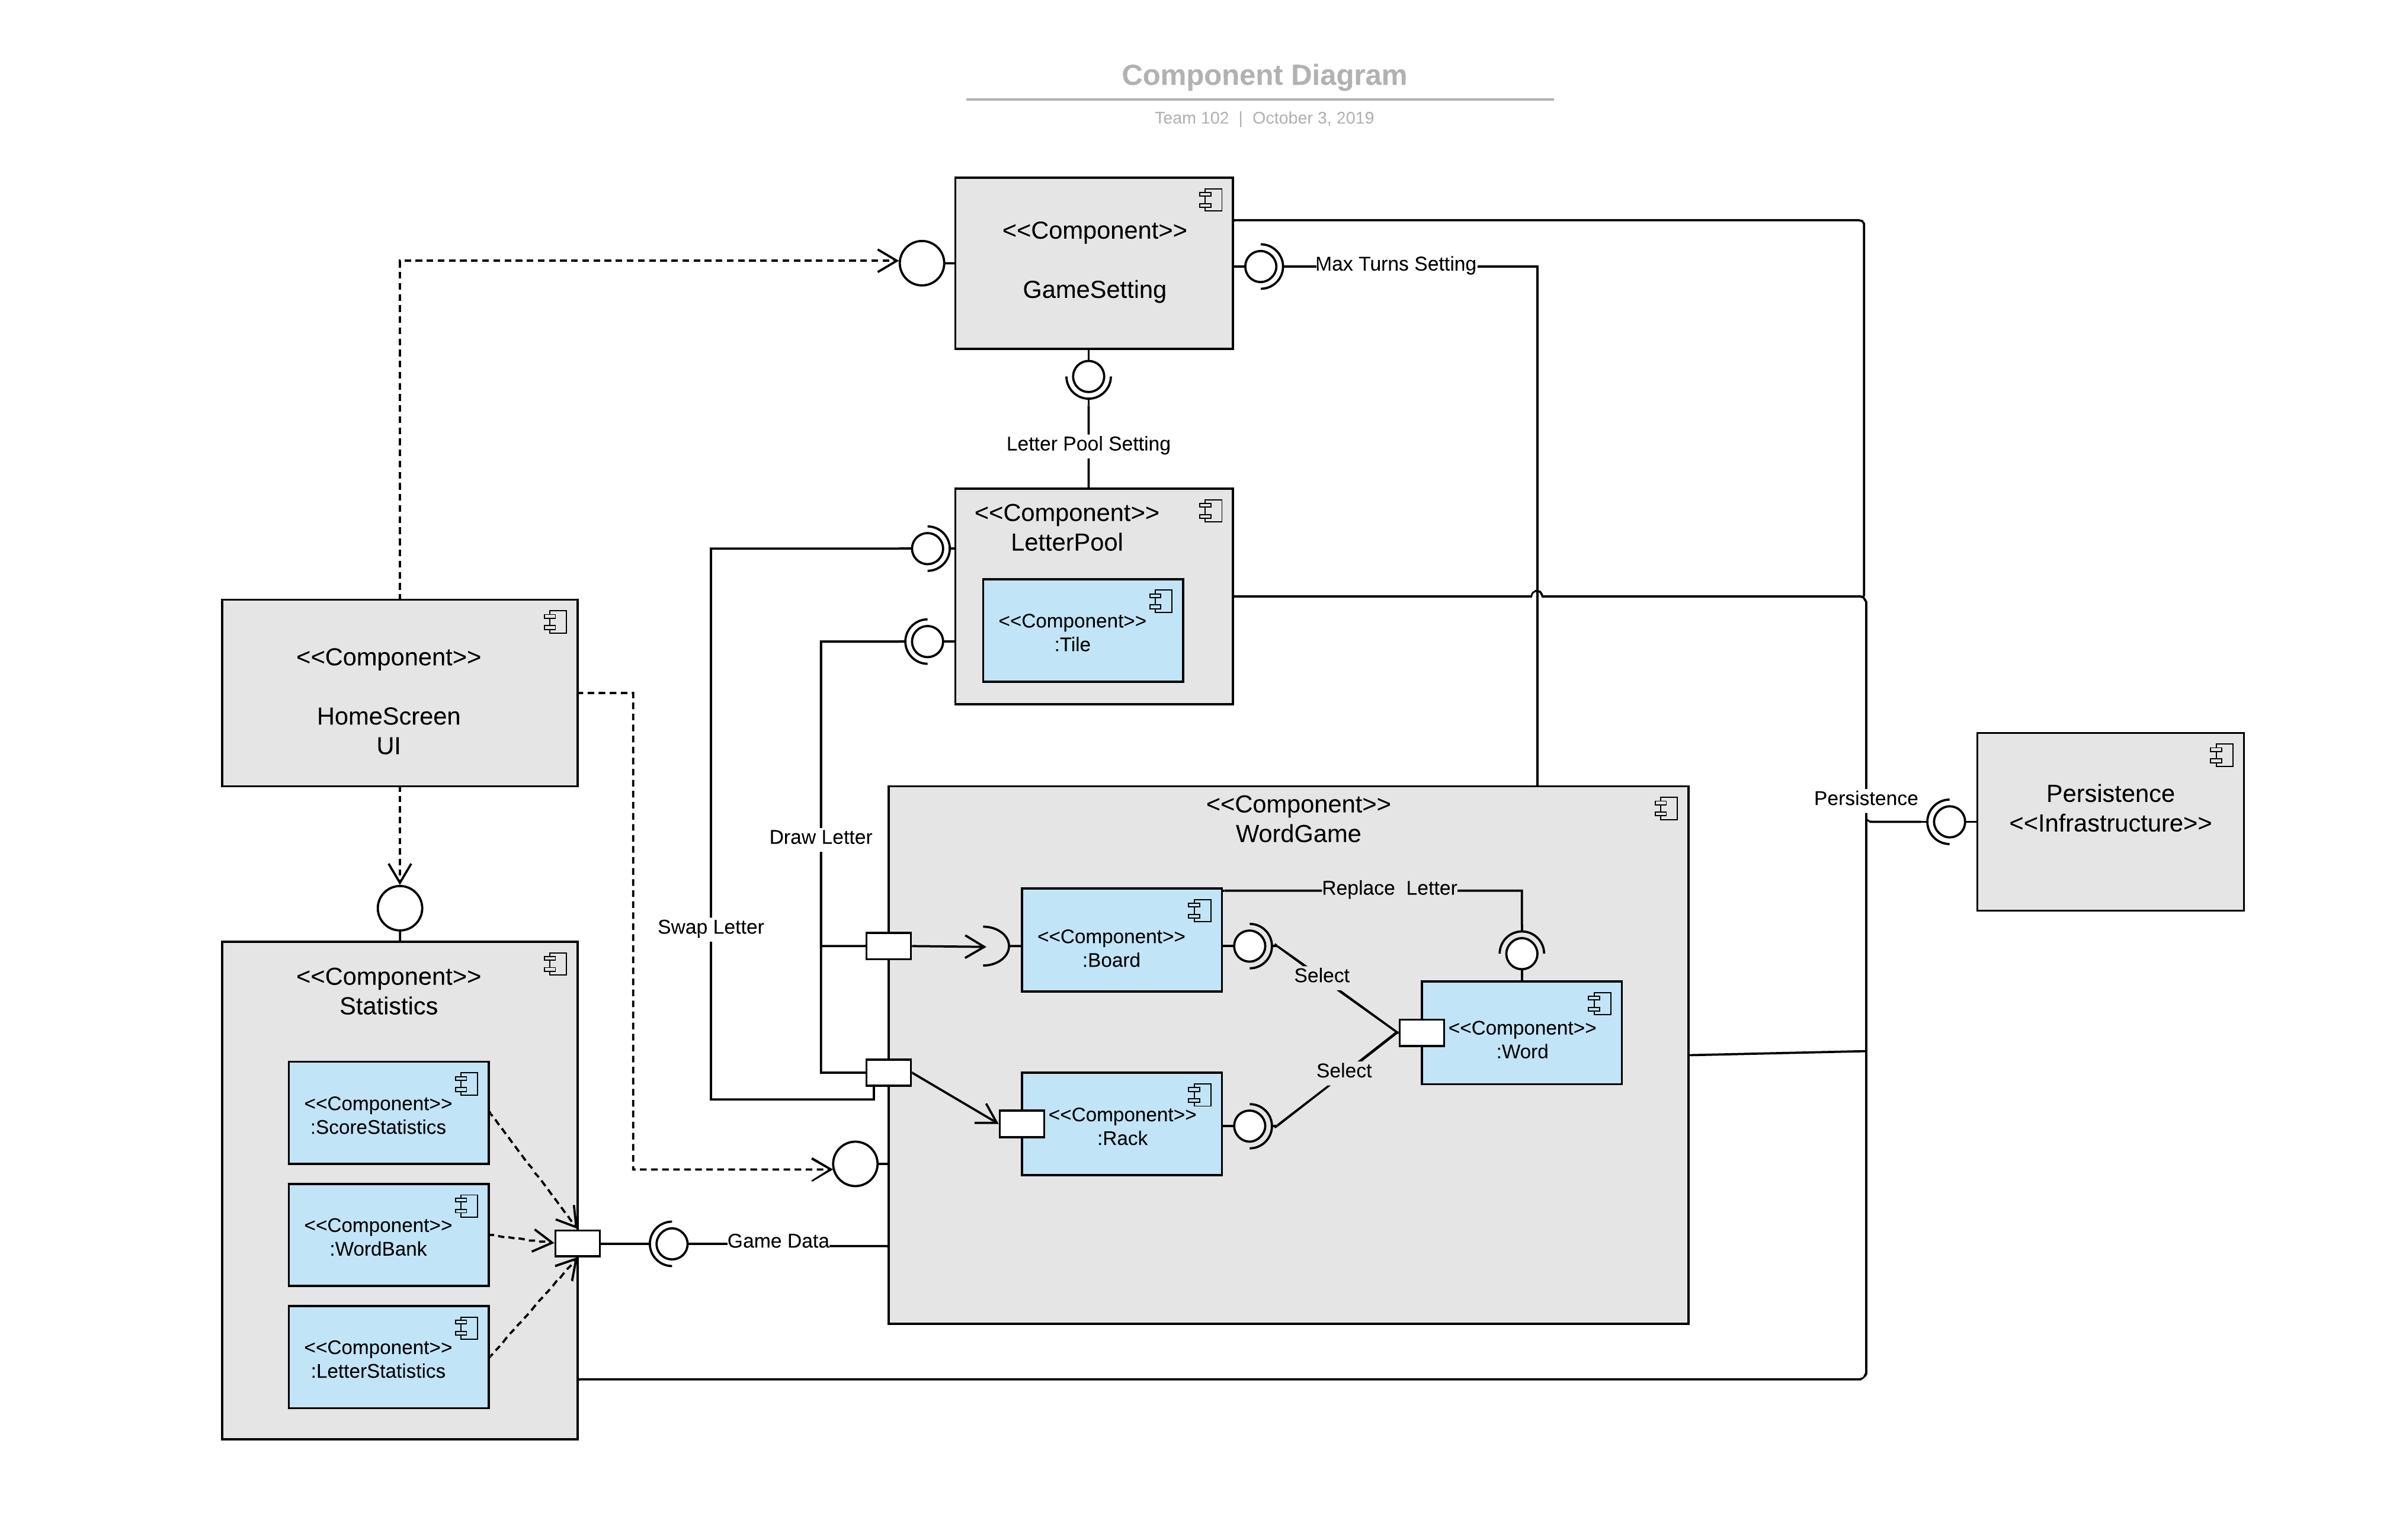 Component Diagram
Team 102 | October 3, 2019
<<Component>>
GameSetting
Max Turns Setting
Letter Pool Setting
<<Component>>
LetterPool
<<Component>>
:Tile
<<Component>>
HomeScreen
UI
Persistence
Persistence
<<Infrastructure>>
Draw Letter
Swap Letter
<<Component>>
WordGame
Replace  Letter
<<Component>>
:Board
Select
<<Component>>
:Word
Select
<<Component>>
:Rack
<<Component>>
Statistics
<<Component>>
:ScoreStatistics
<<Component>>
:WordBank
Game Data
<<Component>>
:LetterStatistics